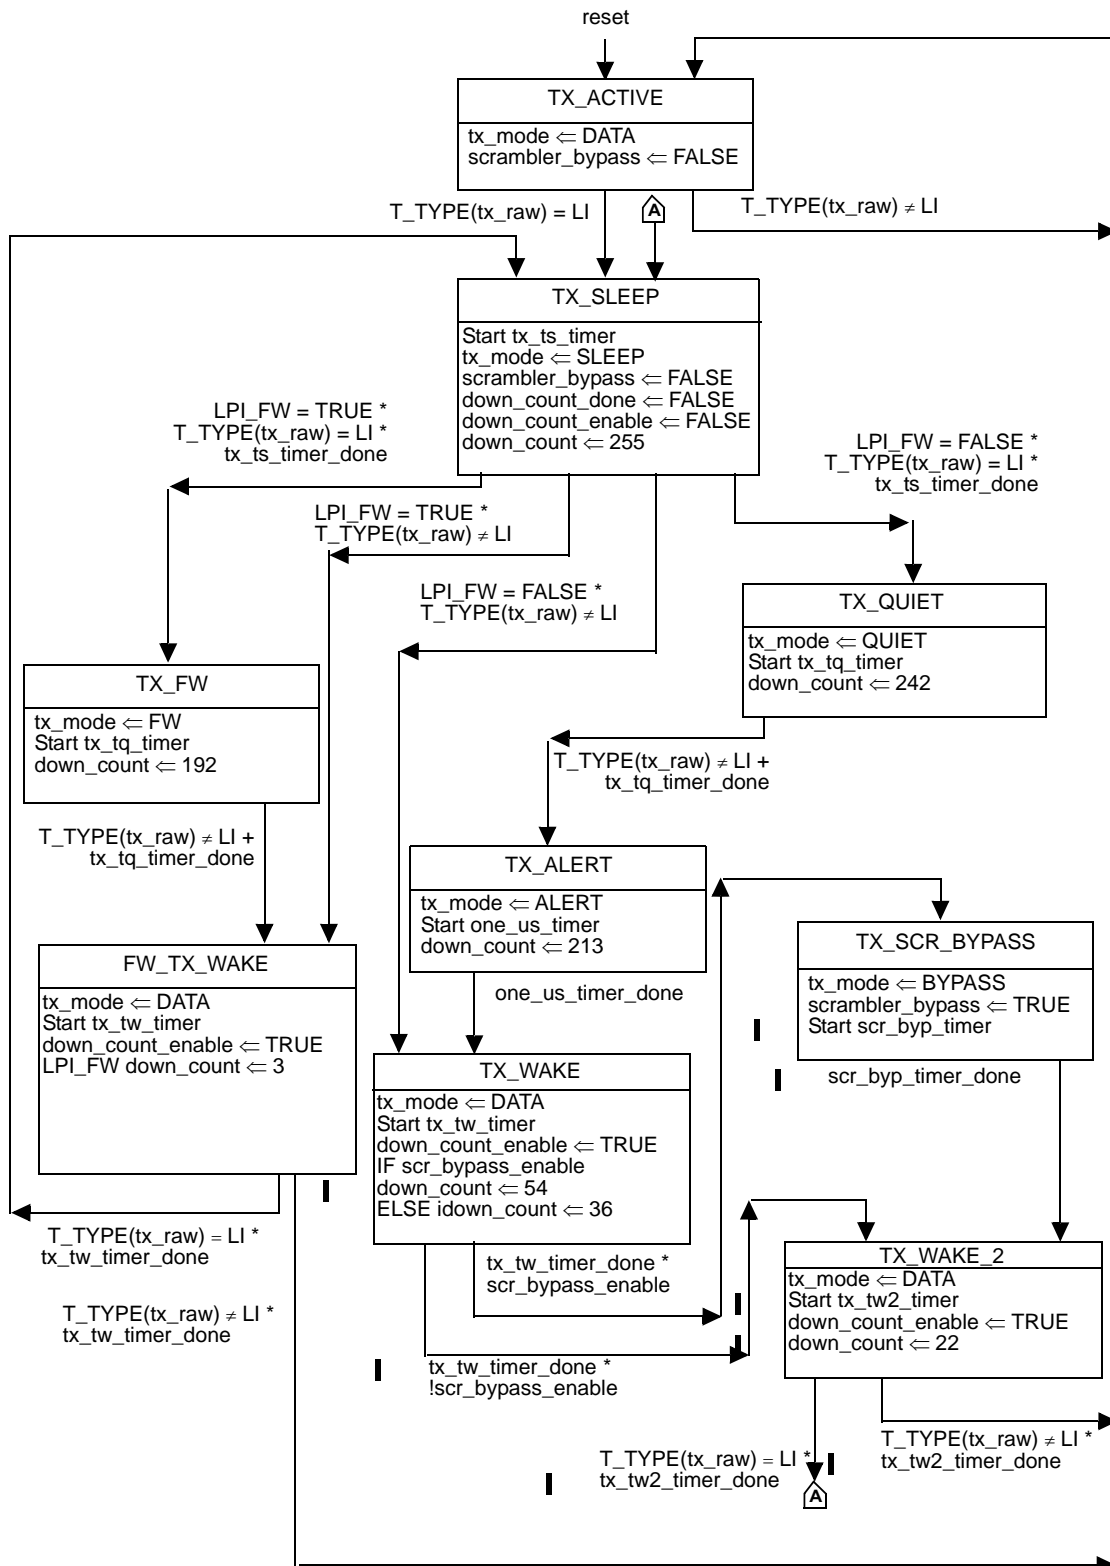 reset
TX_ACTIVE
tx_mode ⇐ DATA
scrambler_bypass ⇐ FALSE
T_TYPE(tx_raw) = LI
A
T_TYPE(tx_raw) ≠ LI
TX_SLEEP
Start tx_ts_timer
tx_mode ⇐ SLEEP
scrambler_bypass ⇐ FALSE
down_count_done ⇐ FALSE
down_count_enable ⇐ FALSE
down_count ⇐ 255
LPI_FW = TRUE *
T_TYPE(tx_raw) = LI *
tx_ts_timer_done
LPI_FW = FALSE *
T_TYPE(tx_raw) = LI *
tx_ts_timer_done
LPI_FW = TRUE *
T_TYPE(tx_raw) ≠ LI
LPI_FW = FALSE *
T_TYPE(tx_raw) ≠ LI
TX_QUIET
tx_mode ⇐ QUIET
Start tx_tq_timer
down_count ⇐ 242
TX_FW
tx_mode ⇐ FW
Start tx_tq_timer
down_count ⇐ 192
T_TYPE(tx_raw) ≠ LI +
tx_tq_timer_done
T_TYPE(tx_raw) ≠ LI +
tx_tq_timer_done
TX_ALERT
tx_mode ⇐ ALERT
Start one_us_timer
down_count ⇐ 213
one_us_timer_done
TX_SCR_BYPASS
tx_mode ⇐ BYPASS
scrambler_bypass ⇐ TRUE
Start scr_byp_timer
scr_byp_timer_done
FW_TX_WAKE
tx_mode ⇐ DATA
Start tx_tw_timer
down_count_enable ⇐ TRUE
LPI_FW down_count ⇐ 3
TX_WAKE
tx_mode ⇐ DATA
Start tx_tw_timer
down_count_enable ⇐ TRUE
IF scr_bypass_enable
down_count ⇐ 54
ELSE idown_count ⇐ 36
T_TYPE(tx_raw) = LI *
tx_tw_timer_done
T_TYPE(tx_raw) ≠ LI *
tx_tw_timer_done
tx_tw_timer_done *
scr_bypass_enable
tx_tw_timer_done *
!scr_bypass_enable
TX_WAKE_2
tx_mode ⇐ DATA
Start tx_tw2_timer
down_count_enable ⇐ TRUE
down_count ⇐ 22
T_TYPE(tx_raw) = LI *
tx_tw2_timer_done
A
T_TYPE(tx_raw) ≠ LI *
tx_tw2_timer_done